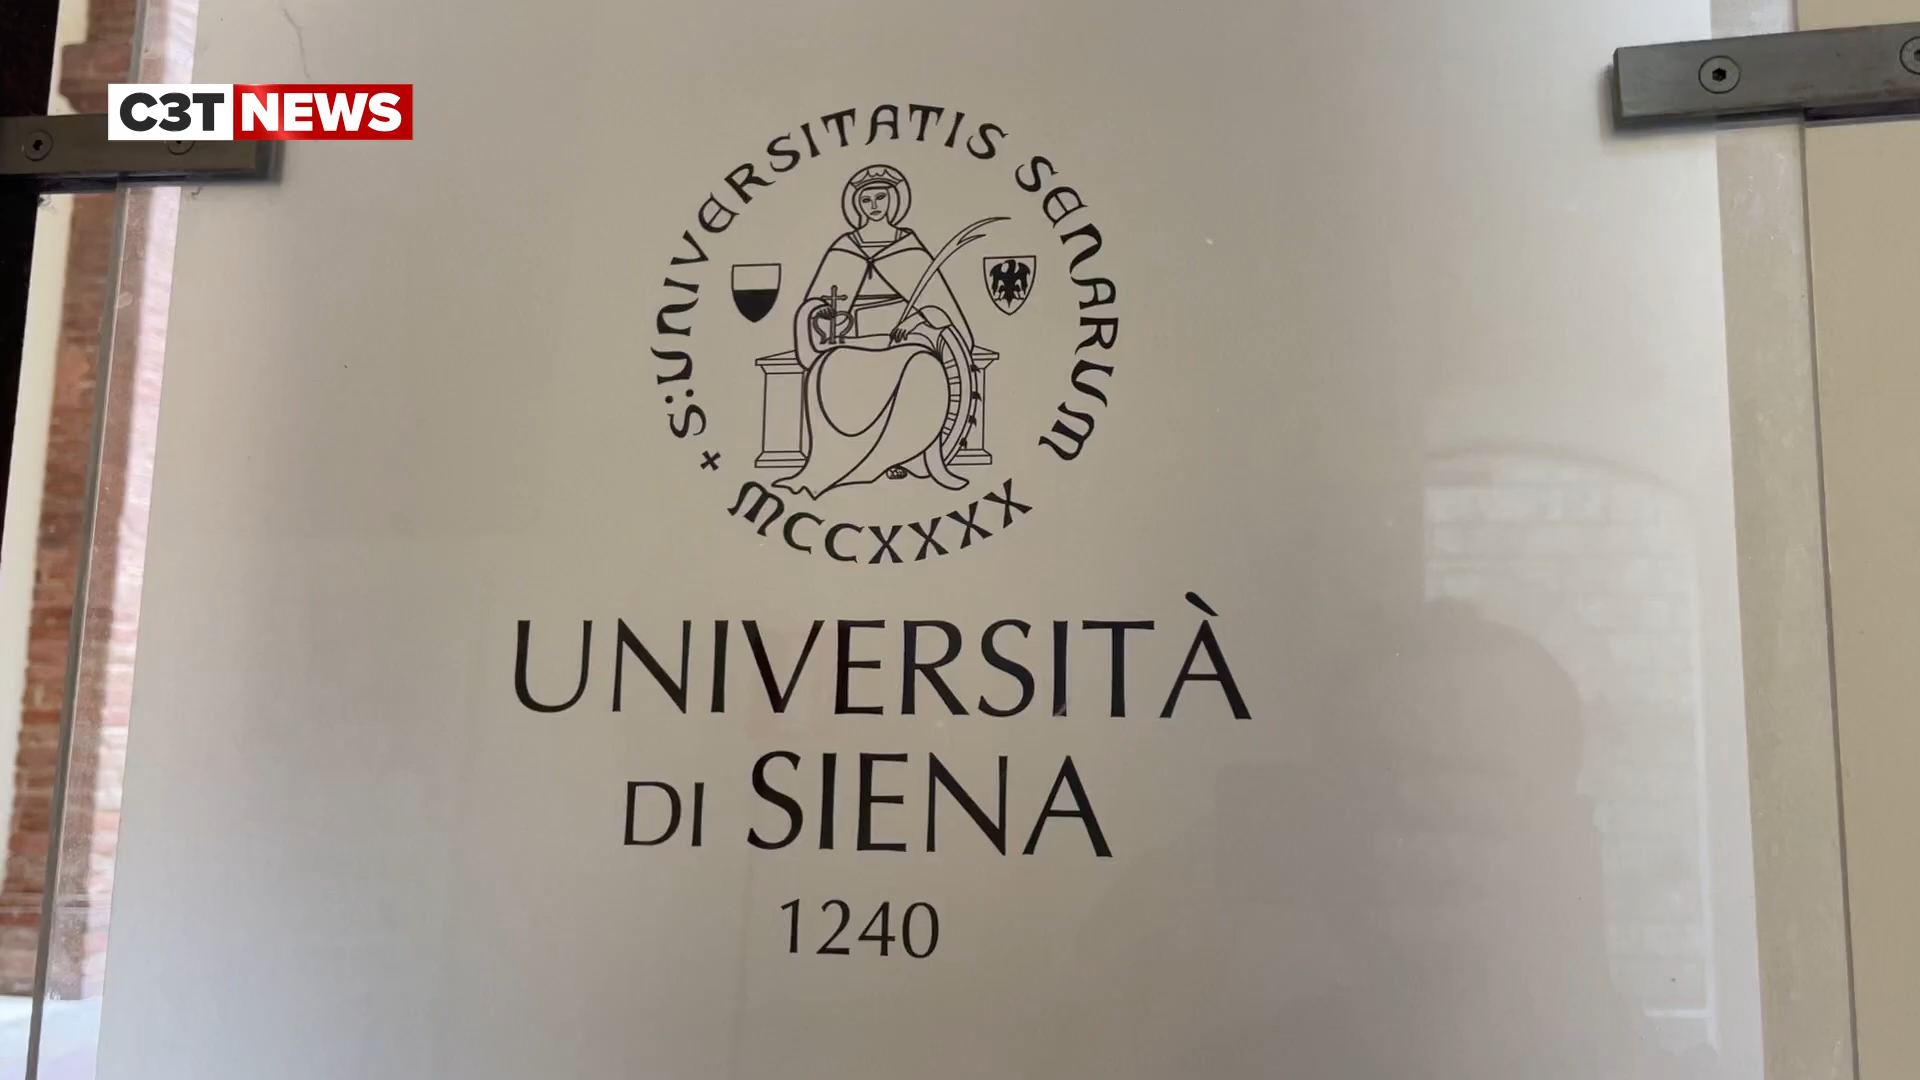 C3T NEWS
+ S:UNIVERSITATIS SENARUM
MCCXXXX
UNIVERSITÀ
DI SIENA
1240